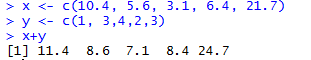 > x <- c(10.4, 5.6, 3.1, 6.4, 21.7)
> y <- c(1, 3,4,2,3)
> x+y
[1] 11.4  8.6  7.1  8.4 24.7